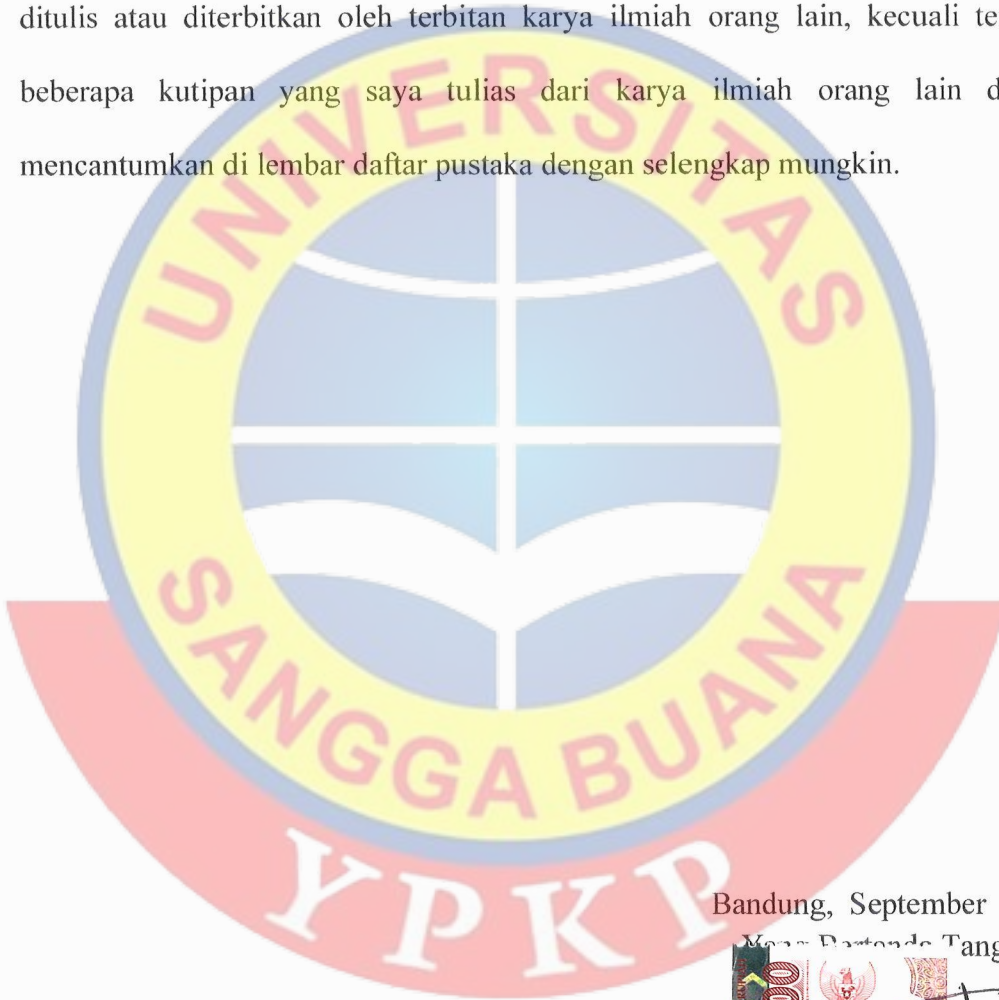 ditulis atau diterbitkan oleh terbitan karya ilmiah orang lain, kecuali
beberapa kutipan yang saya tulias dari karya ilmiah orang lain
mencantumkan di lembar daftar pustaka dengan selengkap mungkin.
UNIVERSITAS
SANGGA BUANA
YPKP
Bandung, September